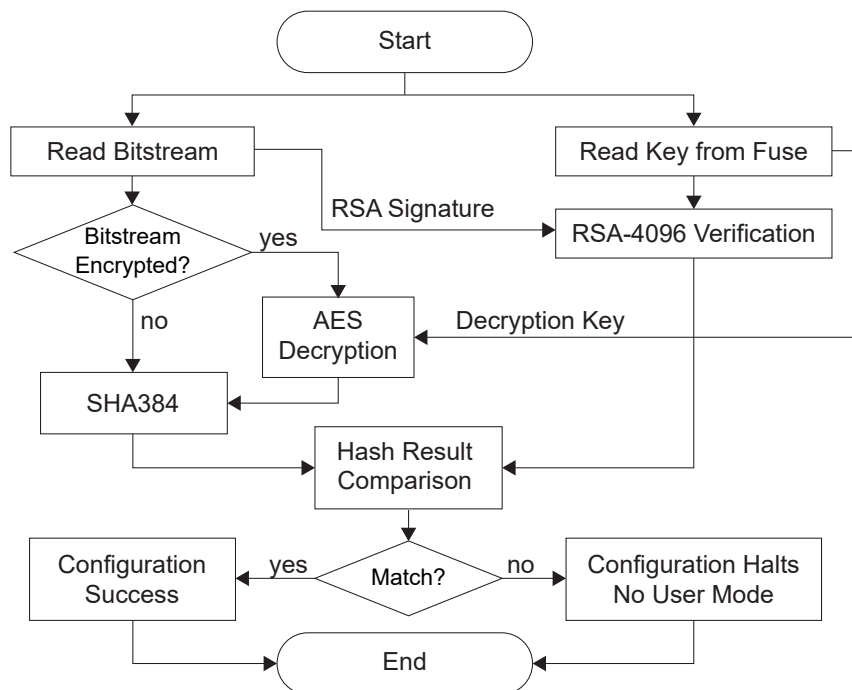 Start
Read Bitstream
Read Key from Fuse
RSA Signature
RSA-4096 Verification
Bitstream
Encrypted?
yes
no
AES
Decryption
Decryption Key
SHA384
Hash Result
Comparison
Configuration
Success
yes
Match?
no
Configuration Halts
No User Mode
End